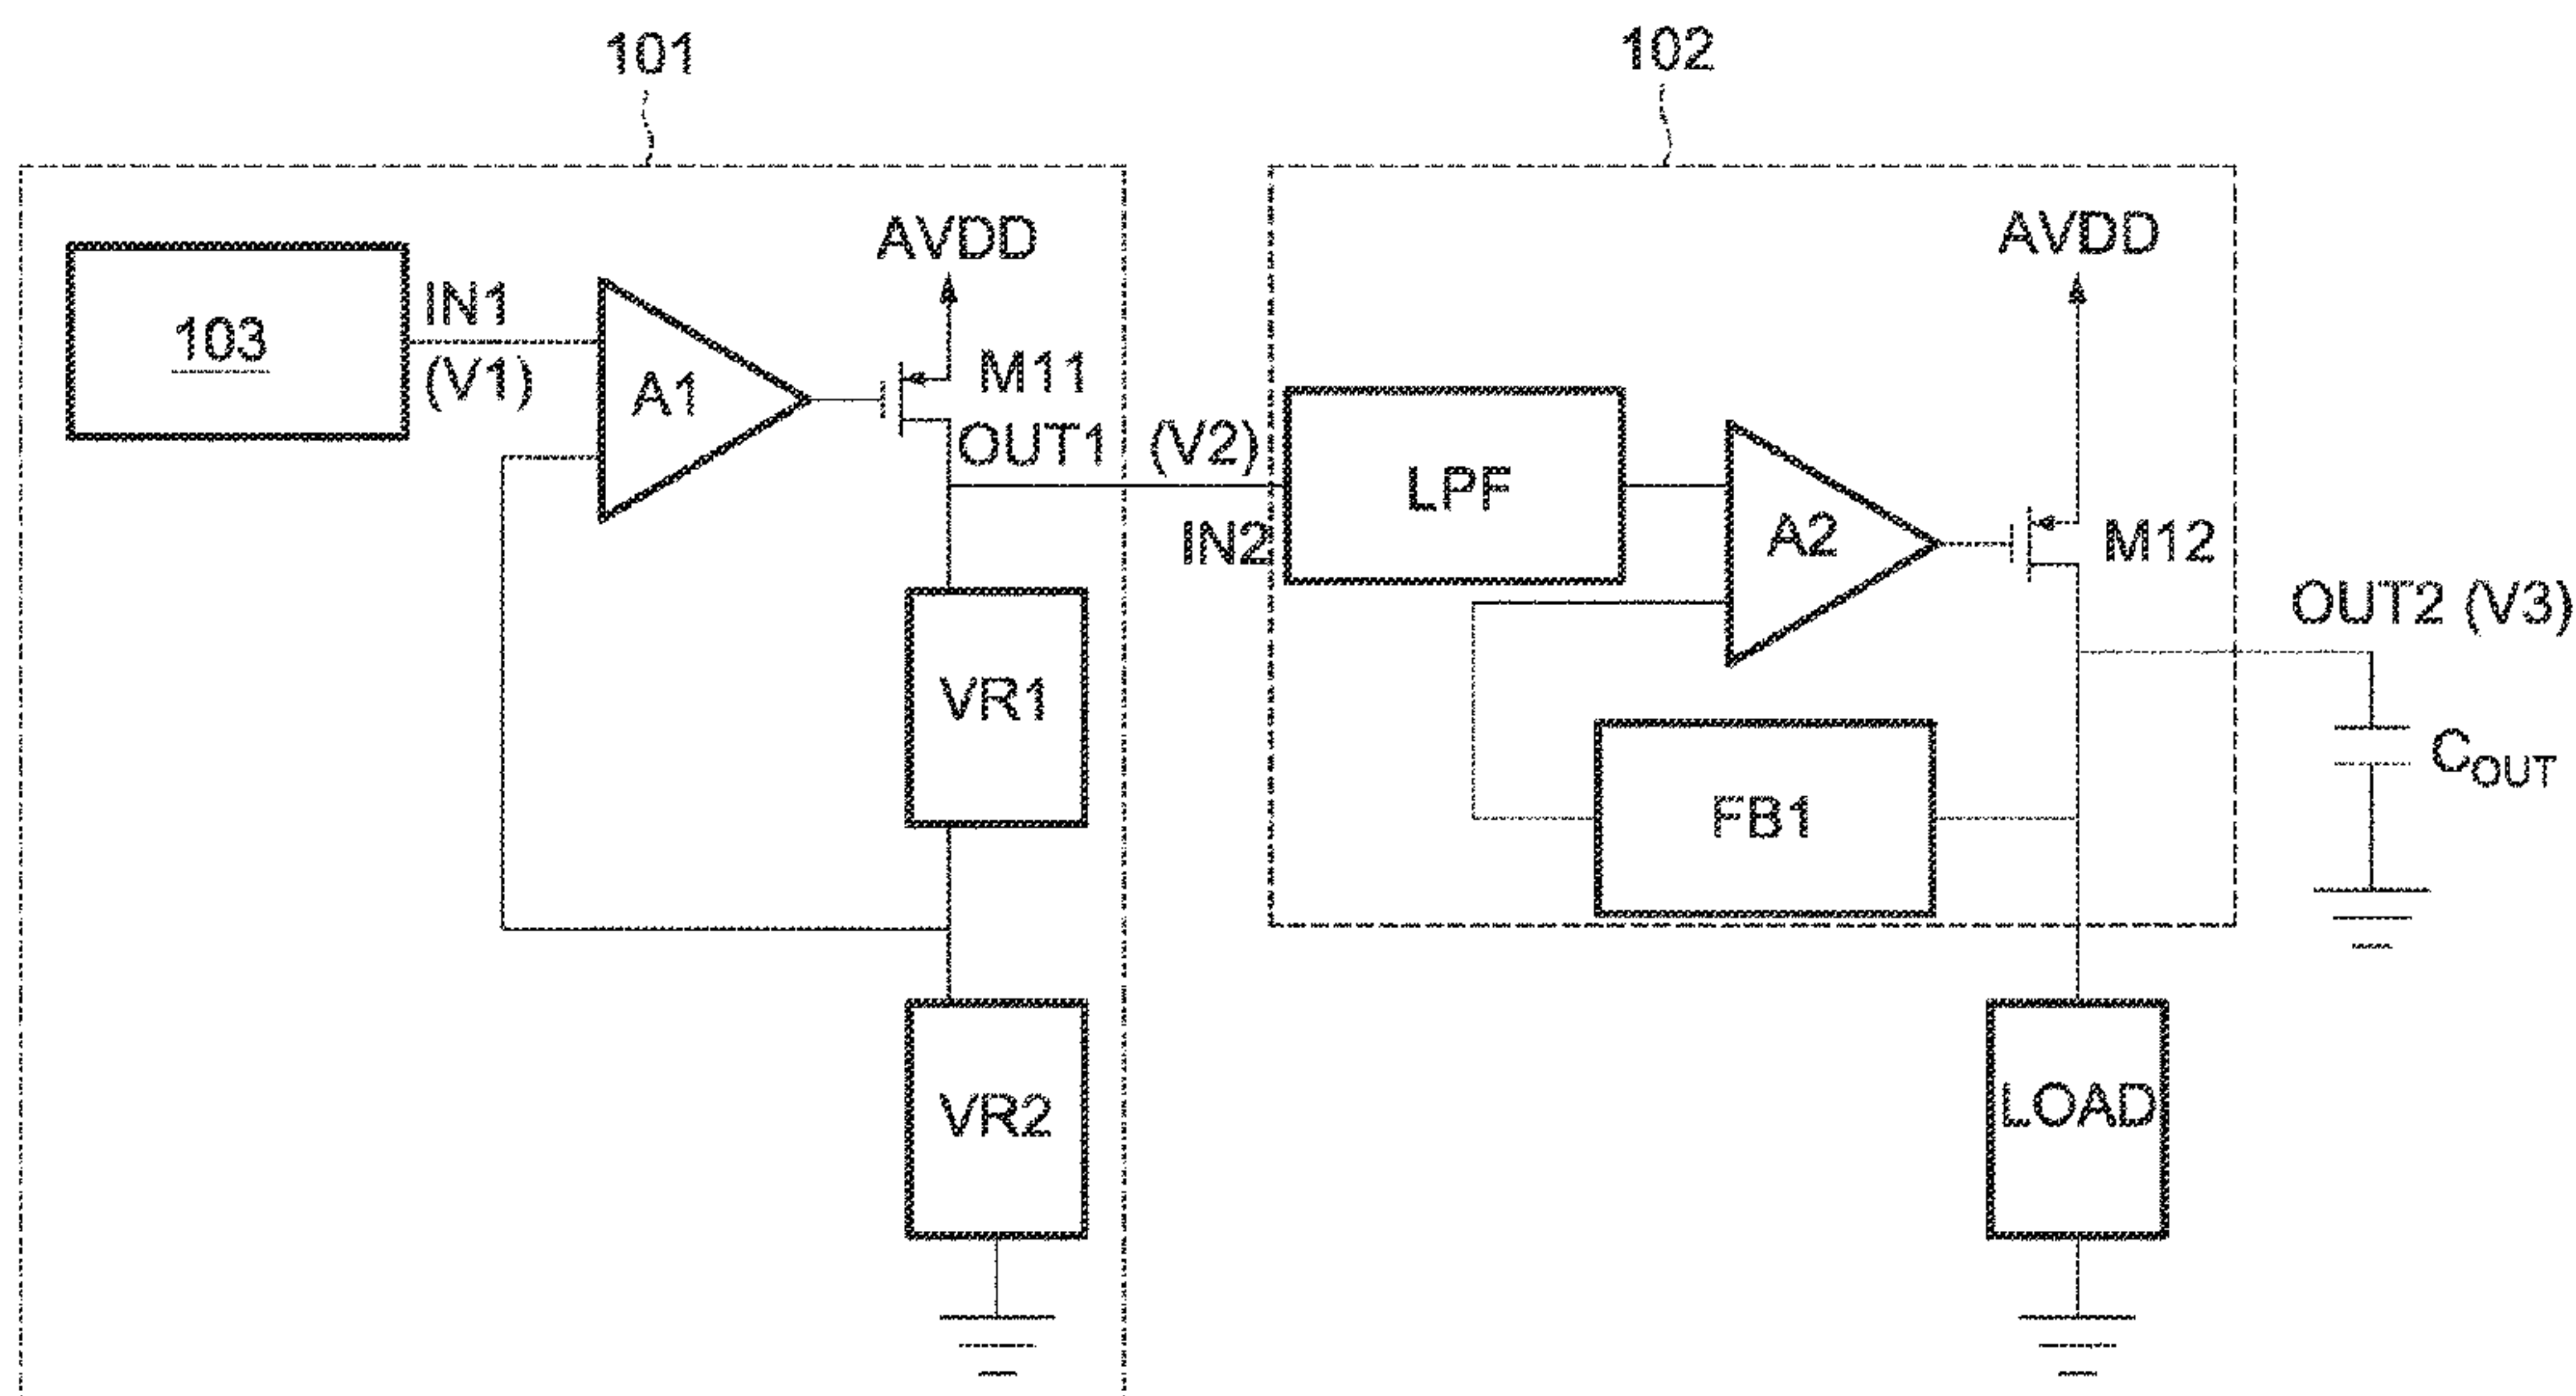 101
102
AVDD
AVDD
103
IN1
(V1)
A1
M11
OUT1 (V2)
LPF
IN2
A2
M12
OUT2 (V3)
VR1
FB1
COUT
VR2
LOAD